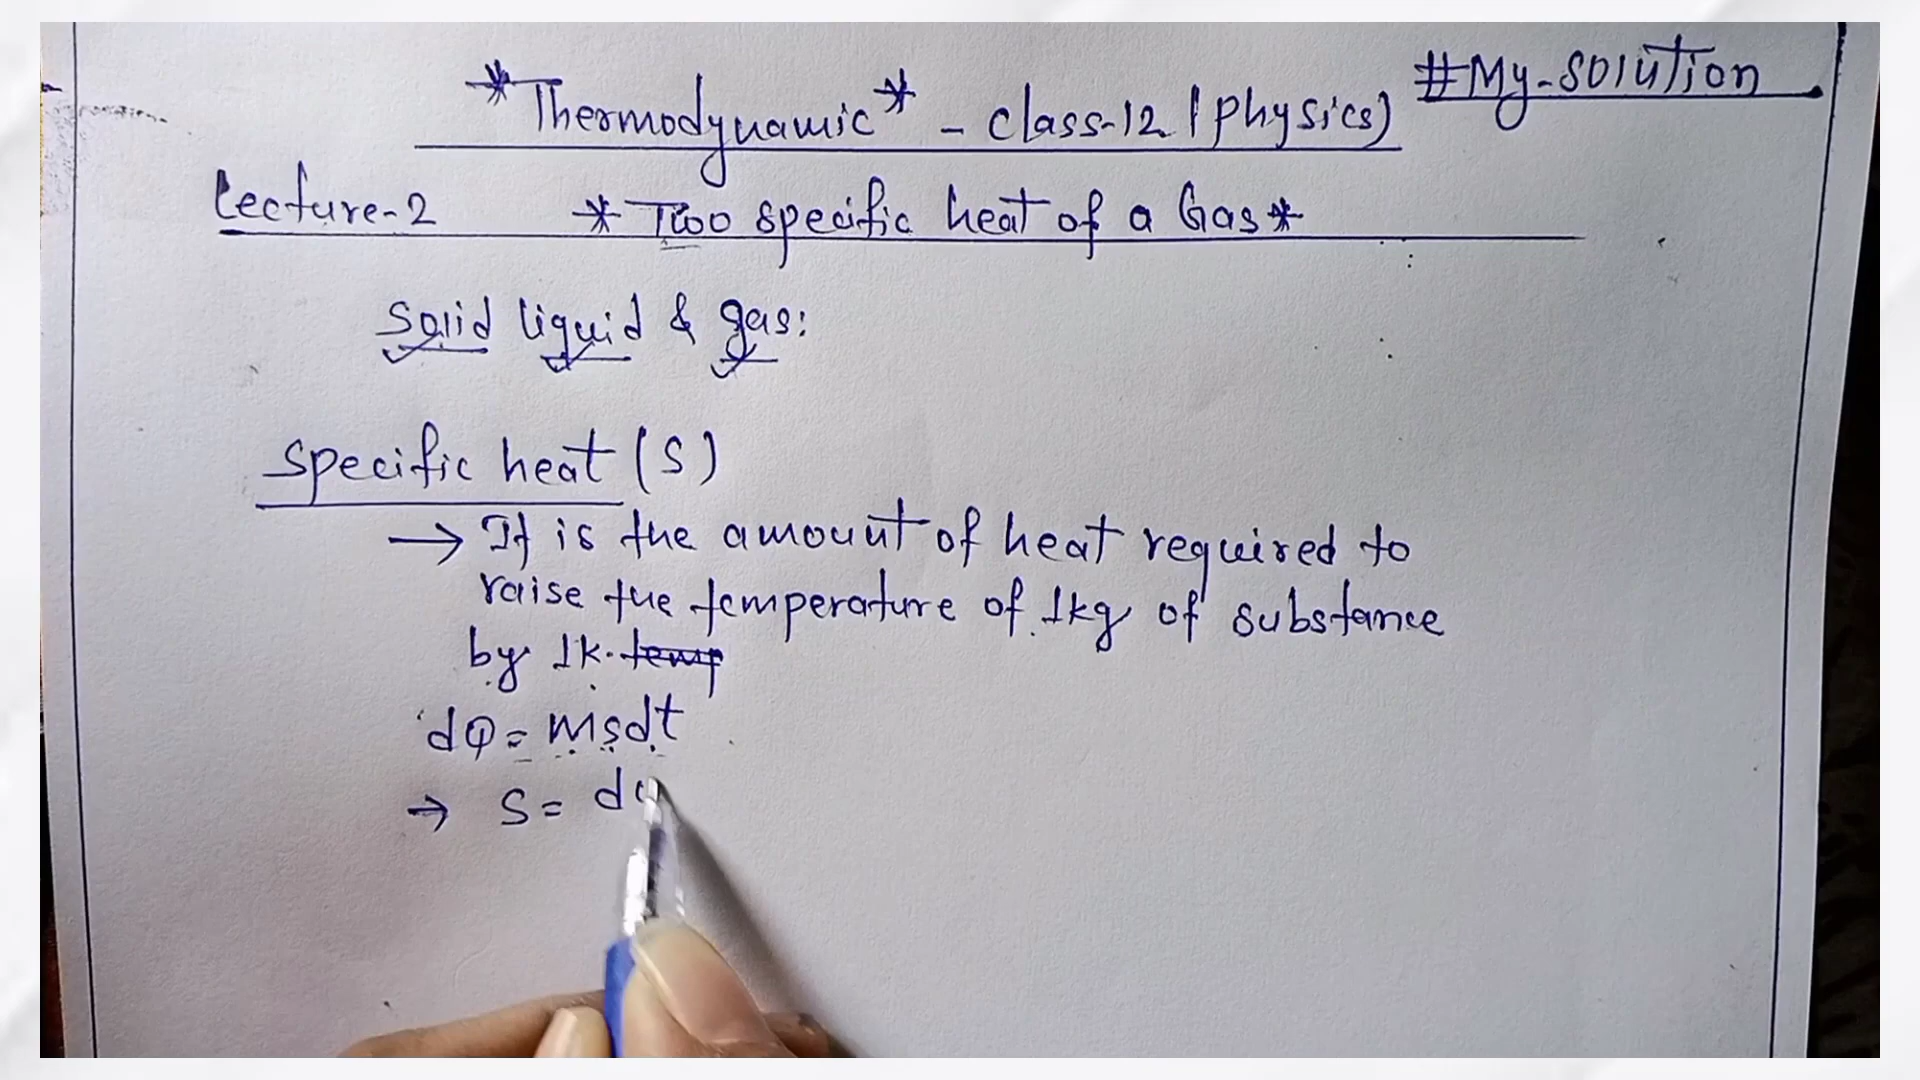 *Thermodynamic* - class-12 (physics) #My-solution
Lecture-2 * Two specific heat of a Gas *
Solid liquid & gas:
Specific heat (S)
→ It is the amount of heat required to
raise the temperature of 1kg of substance
by 1k. temp
dQ = msdt
→ S = dQ